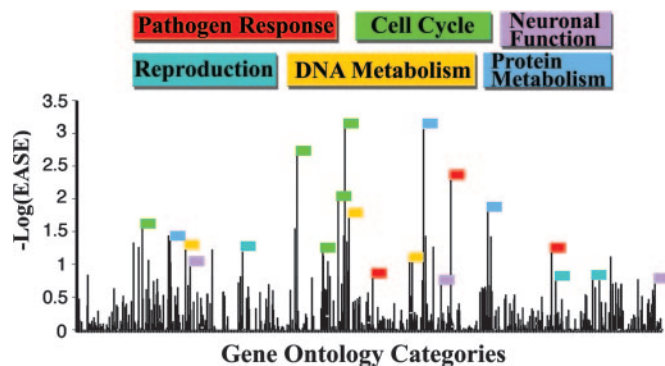 Pathogen Response
Cell Cycle
Neuronal
Function
Reproduction
DNA Metabolism
Protein
Metabolism
-Log(EASE)
3.5
3
2.5
2
1.5
1
0.5
0
Gene Ontology Categories